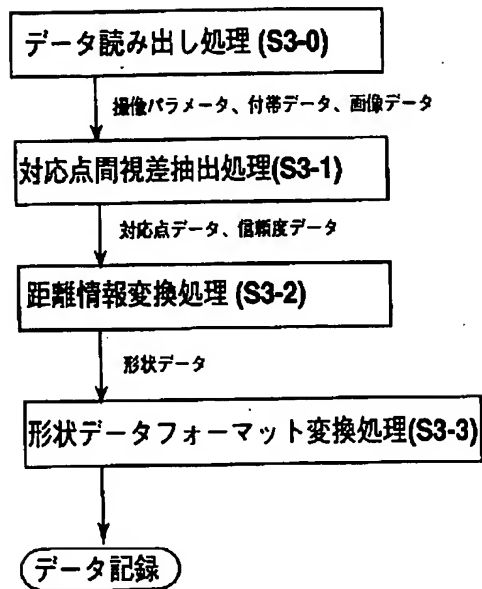 データ読み出し処理 (S3-0)
撮像パラメータ、付帯データ、画像データ
対応点間視差抽出処理(S3-1)
対応点データ、信頼度データ
距離情報変換処理 (S3-2)
形状データ
形状データフォーマット変換処理(S3-3)
データ記録